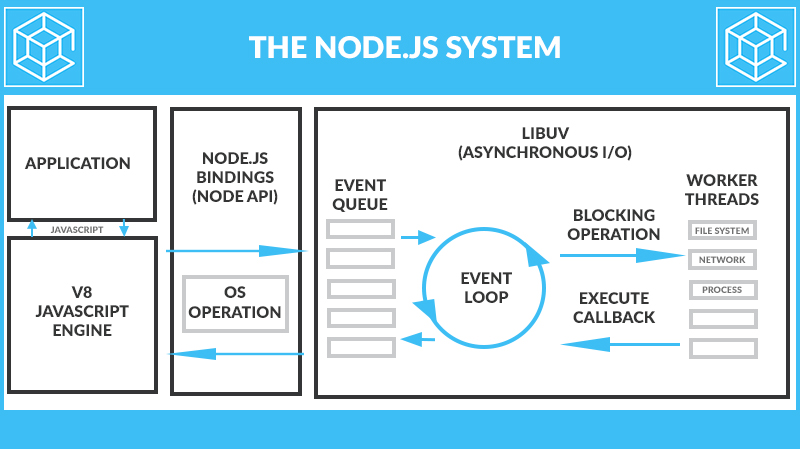 THE NODE.JS SYSTEM
APPLICATION
JAVASCRIPT
V8
JAVASCRIPT
ENGINE
NODE.JS
BINDINGS
(NODE API)
OS
OPERATION
LIBUV
(ASYNCHRONOUS I/O)
EVENT
QUEUE
EVENT
LOOP
BLOCKING
OPERATION
EXECUTE
CALLBACK
WORKER
THREADS
FILE SYSTEM
NETWORK
PROCESS